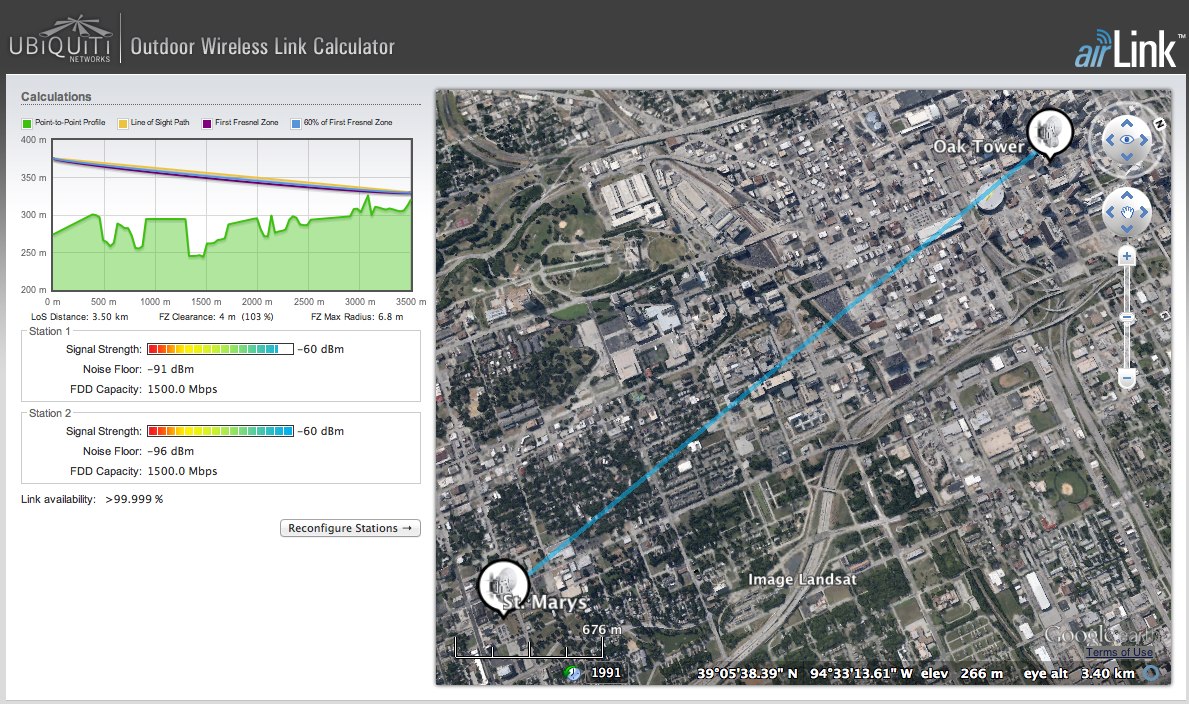 UBIQUITI NETWORKS
Outdoor Wireless Link Calculator
airLink™
Calculations
Point-to-Point Profile
Line of Sight Path
First Fresnel Zone
60% of First Fresnel Zone
400 m
350 m
300 m
250 m
200 m
0 m
500 m
1000 m
1500 m
2000 m
2500 m
3000 m
3500 m
LoS Distance: 3.50 km
FZ Clearance: 4 m (103 %)
FZ Max Radius: 6.8 m
Station 1
Signal Strength: -60 dBm
Noise Floor: -91 dBm
FDD Capacity: 1500.0 Mbps
Station 2
Signal Strength: -60 dBm
Noise Floor: -96 dBm
FDD Capacity: 1500.0 Mbps
Link availability: >99.999 %
Reconfigure Stations →
Oak Tower
N
St. Marys
Image Landsat
676 m
Google earth
Terms of Use
1991
39°05'38.39" N 94°33'13.61" W elev 266 m eye alt 3.40 km